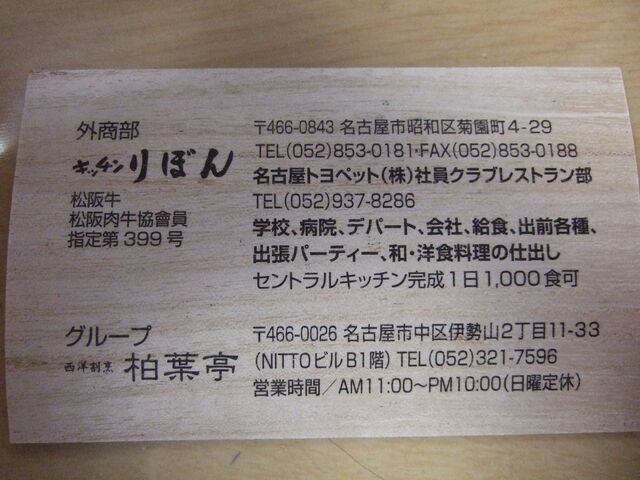 外商部
キッチンりぼん
松阪牛
松阪肉牛協會員
指定第399号
〒466-0843 名古屋市昭和区菊園町4-29
TEL(052)853-0181・FAX(052)853-0188
名古屋トヨペット(株)社員クラブレストラン部
TEL(052)937-8286
学校、病院、デパート、会社、給食、出前各種、
出張パーティー、和・洋食料理の仕出し
セントラルキッチン完成1日1,000食可
グループ
西洋割烹 柏葉亭
〒466-0026 名古屋市中区伊勢山2丁目11-33
(NITTOビルB1階) TEL(052)321-7596
営業時間/AM11:00〜PM10:00(日曜定休)